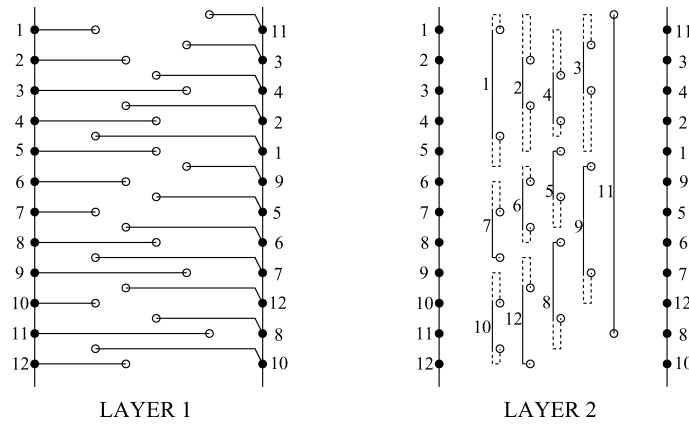 1 11 1 11
2 3 2 3
3 4 3 4
4 2 4 2
5 1 5 1
6 9 6 9
7 5 7 5
8 6 8 6
9 7 9 7
10 12 10 12
11 8 11 8
12 10 12 10
1 2 4 3
7 6 5 9 11
10 12 8
LAYER 1 LAYER 2